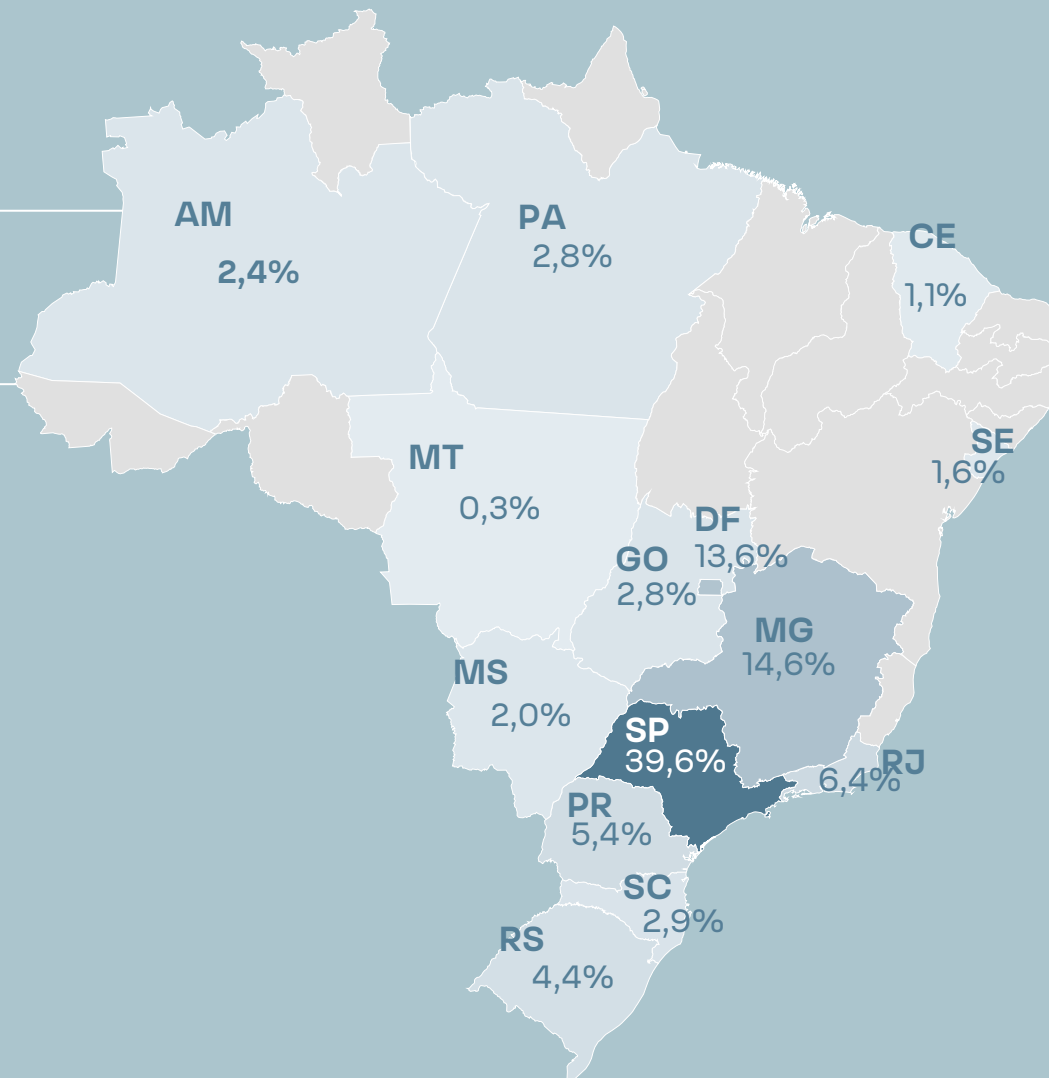 AM
2,4%
PA
2,8%
CE
1,1%
MT
0,3%
SE
1,6%
DF
13,6%
GO
2,8%
MG
14,6%
MS
2,0%
SP
39,6%
RJ
6,4%
PR
5,4%
SC
2,9%
RS
4,4%